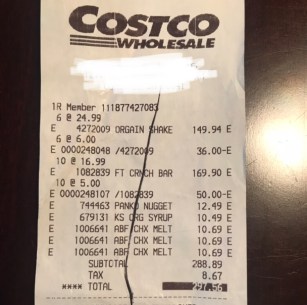 COSTCO
WHOLESALE
1R Member 111877427083
6 @ 24.99
E 4272009 ORGAIN SHAKE 149.94 E
6 @ 6.00
E 0000248048 /4272009 36.00-E
10 @ 16.99
E 1082839 FT CRNCH BAR 169.90 E
10 @ 5.00
E 0000248107 /1082839 50.00-E
E 744463 PANKO NUGGET 12.49 E
E 679131 KS ORG SYRUP 10.49 E
E 1006641 ABF CHX MELT 10.69 E
E 1006641 ABF CHX MELT 10.69 E
E 1006641 ABF CHX MELT 10.69 E
SUBTOTAL 288.89
TAX 8.67
**** TOTAL 297.56